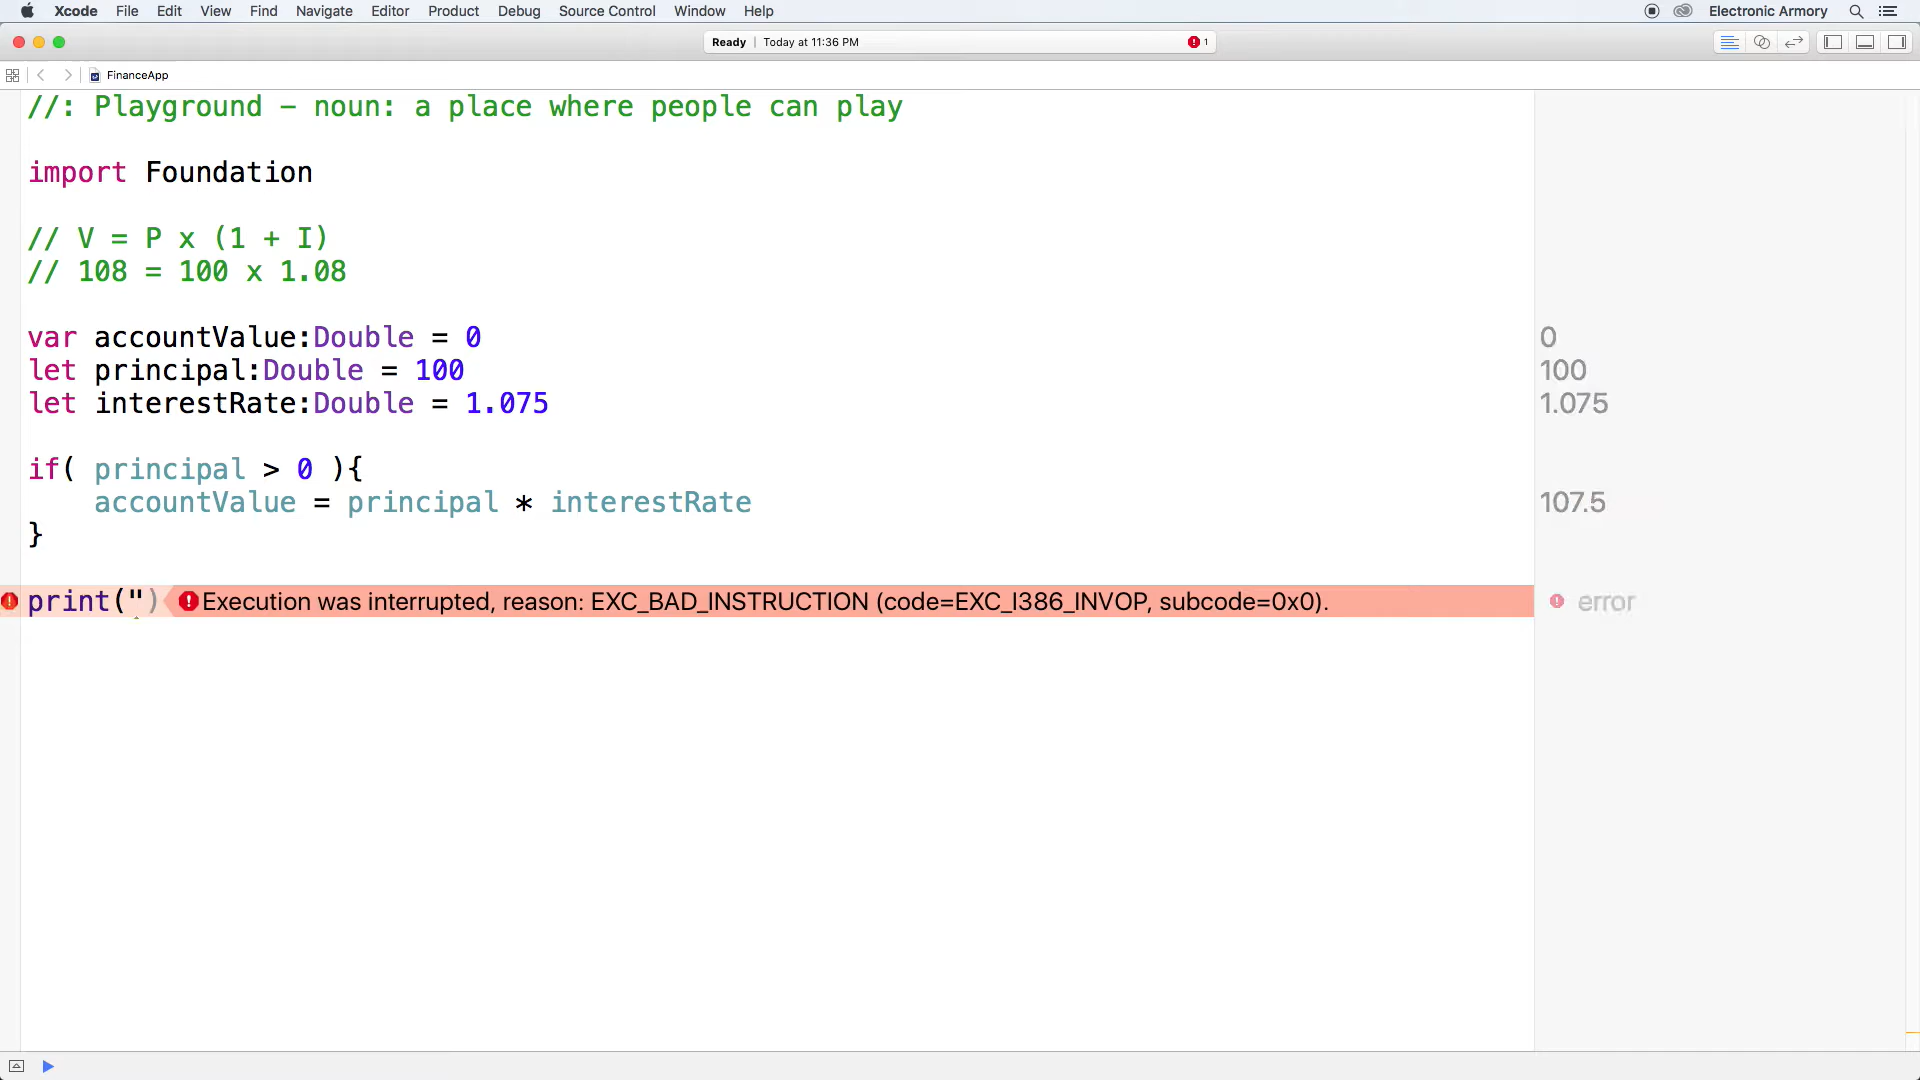 Xcode File Edit View Find Navigate Editor Product Debug Source Control Window Help Electronic Armory
Ready | Today at 11:36 PM 1
FinanceApp
//: Playground – noun: a place where people can play
import Foundation
// V = P x (1 + I)
// 108 = 100 x 1.08
var accountValue:Double = 0 0
let principal:Double = 100 100
let interestRate:Double = 1.075 1.075
if( principal > 0 ){
    accountValue = principal * interestRate 107.5
}
print(") Execution was interrupted, reason: EXC_BAD_INSTRUCTION (code=EXC_I386_INVOP, subcode=0x0). error